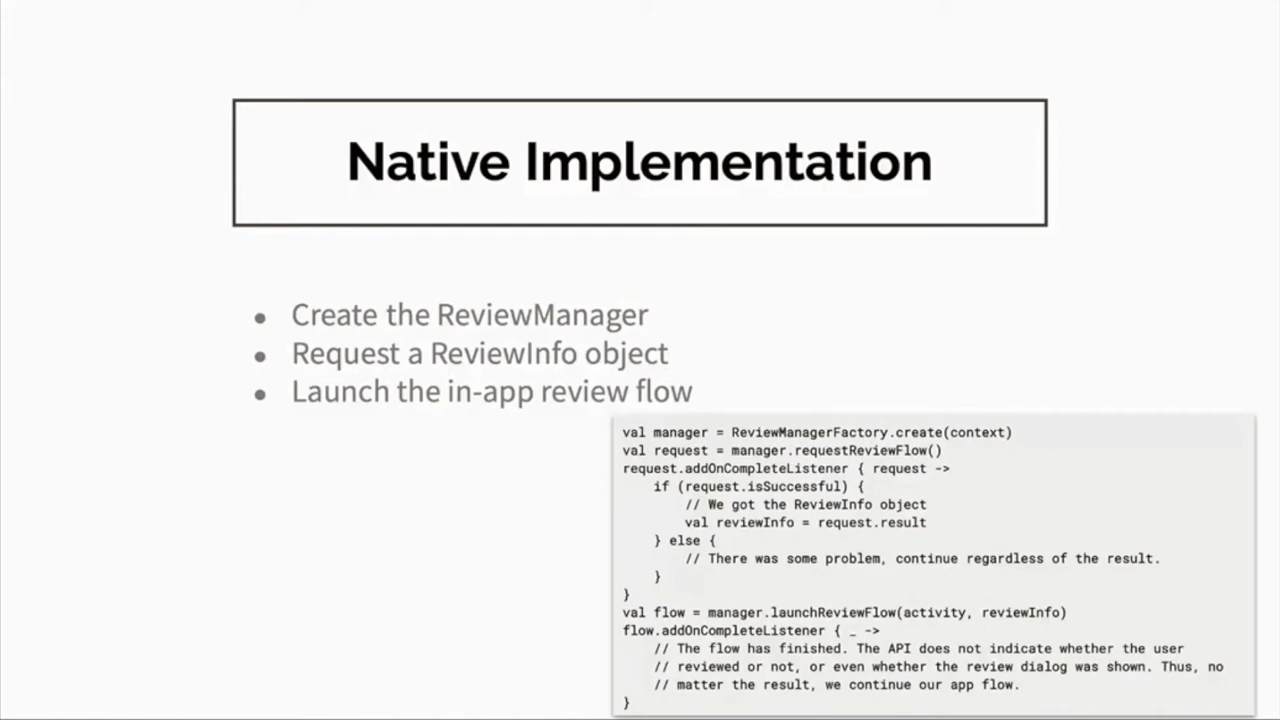 Native Implementation
● Create the ReviewManager
● Request a ReviewInfo object
● Launch the in-app review flow
val manager = ReviewManagerFactory.create(context)
val request = manager.requestReviewFlow()
request.addOnCompleteListener { request ->
    if (request.isSuccessful) {
        // We got the ReviewInfo object
        val reviewInfo = request.result
    } else {
        // There was some problem, continue regardless of the result.
    }
}
val flow = manager.launchReviewFlow(activity, reviewInfo)
flow.addOnCompleteListener { _ ->
    // The flow has finished. The API does not indicate whether the user
    // reviewed or not, or even whether the review dialog was shown. Thus, no
    // matter the result, we continue our app flow.
}